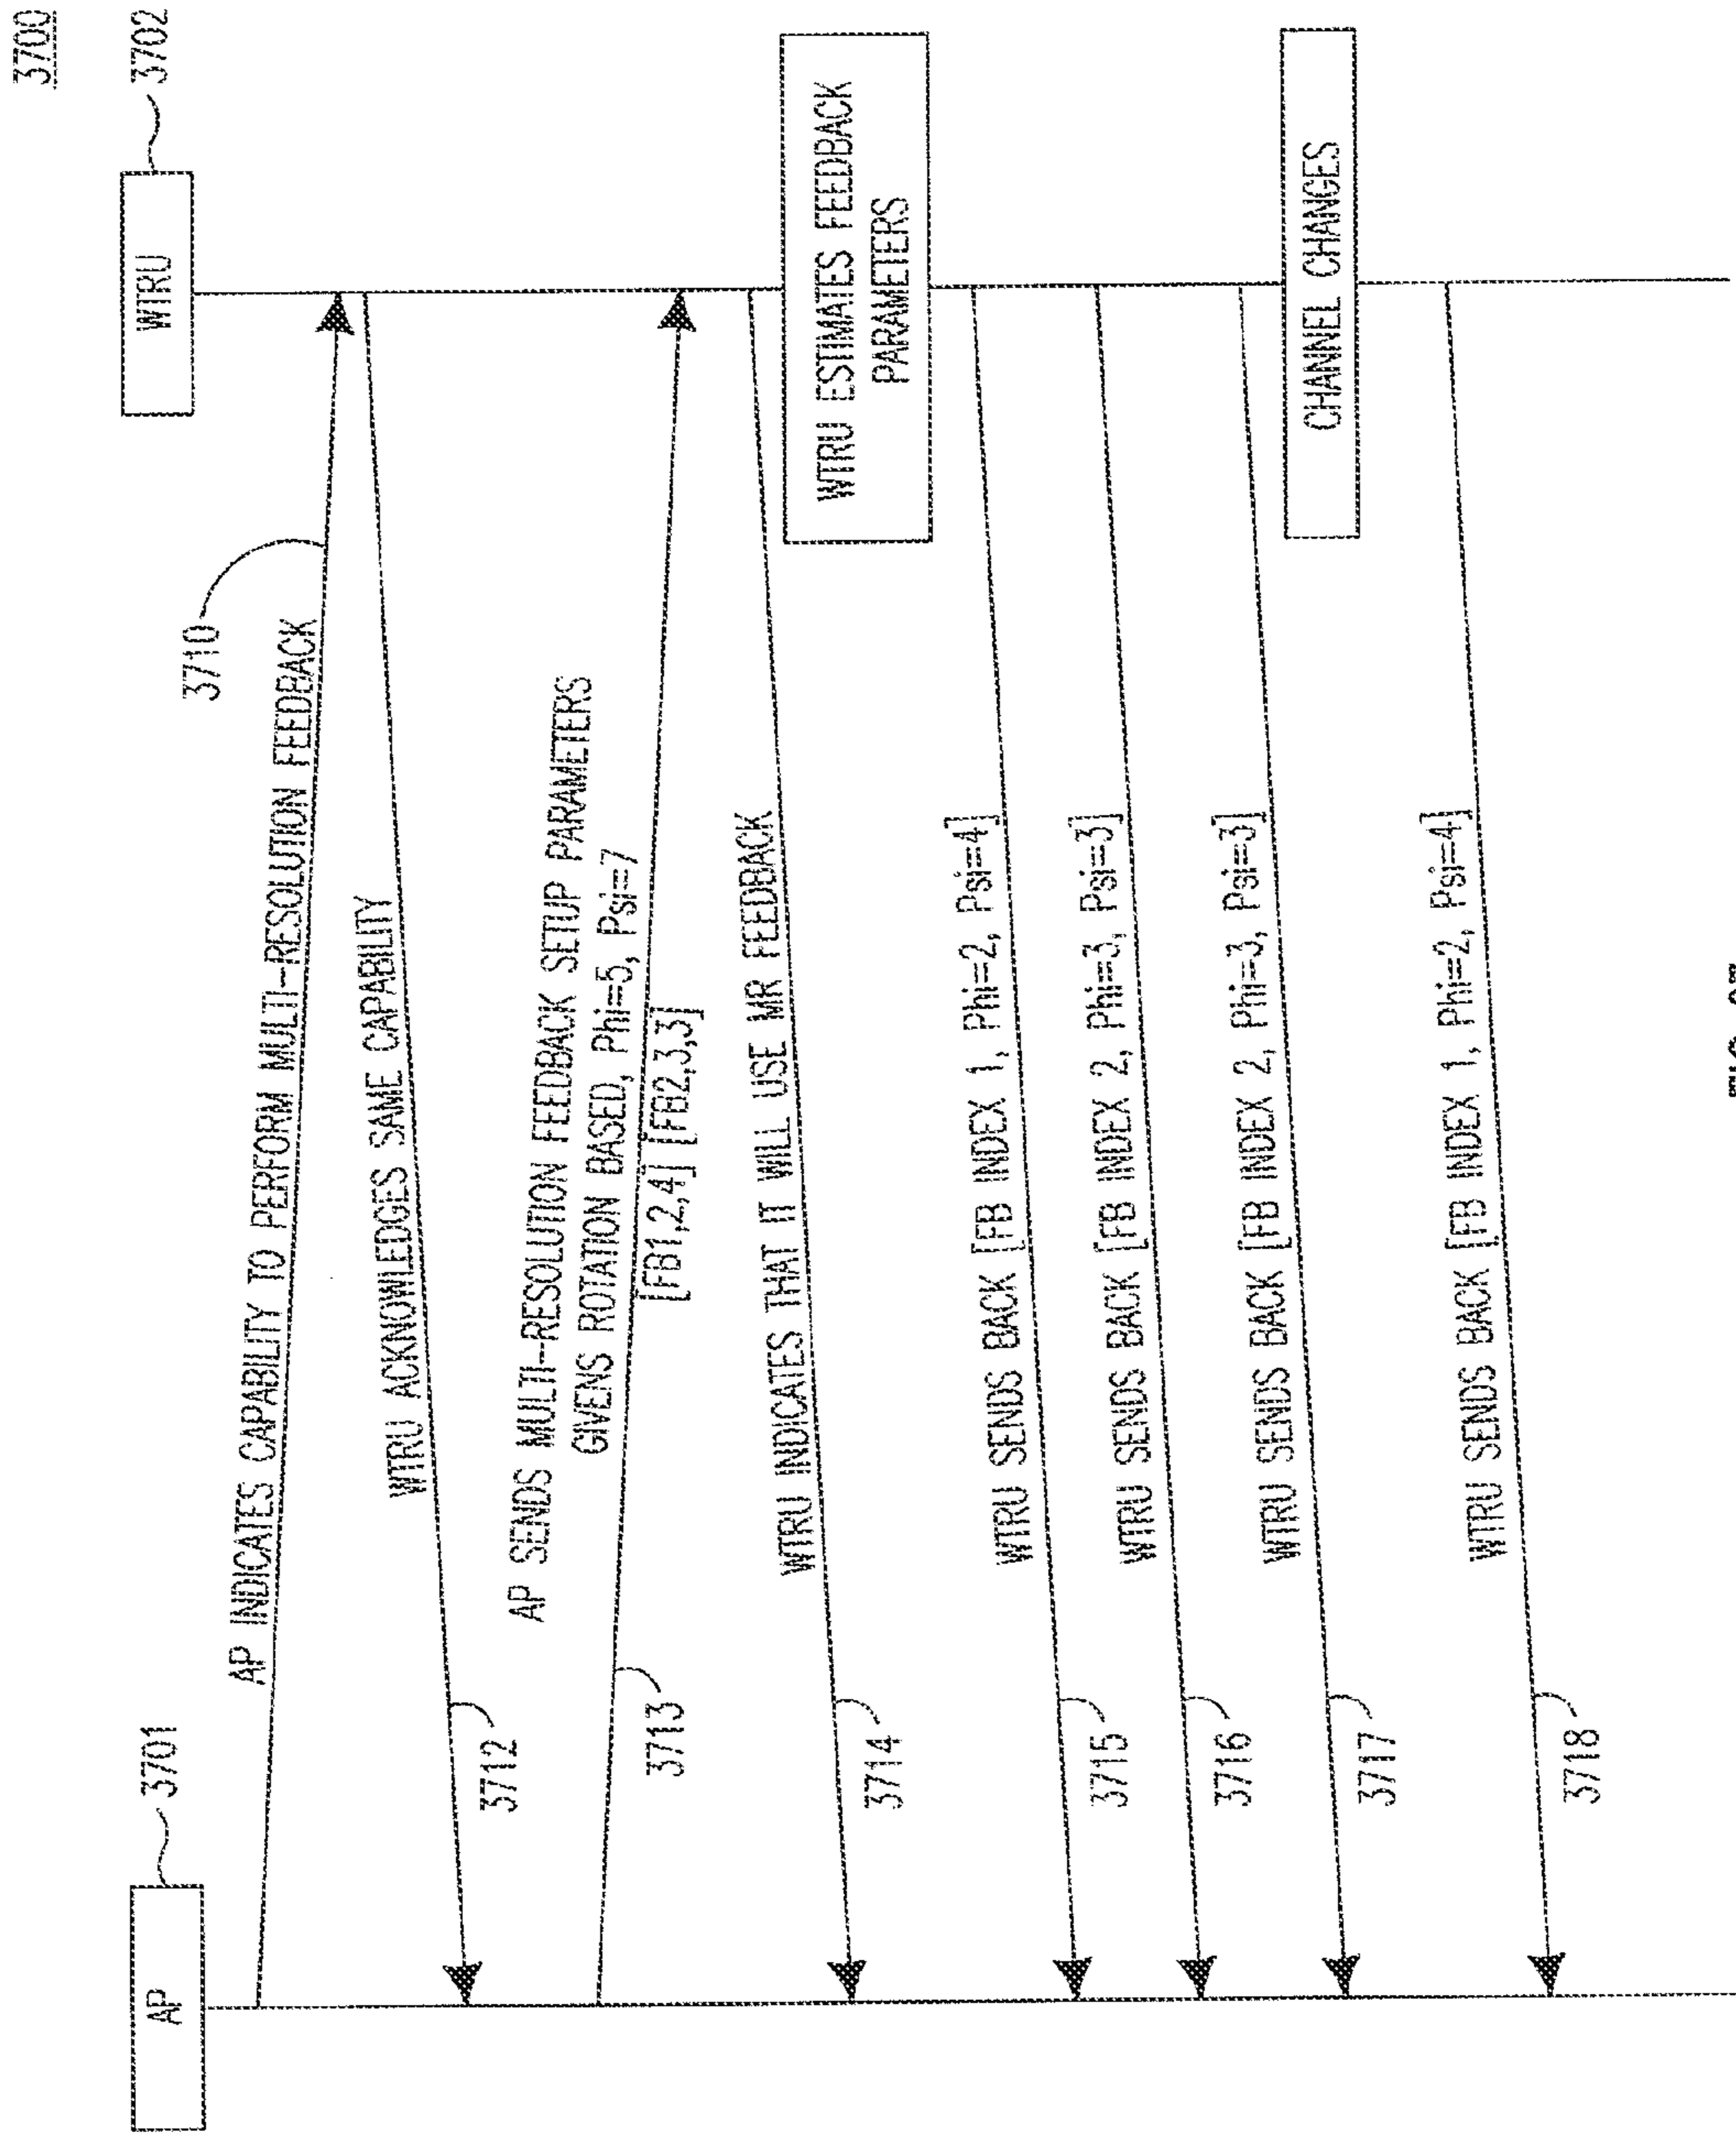 3700
AP
3701
WTRU
3702
AP INDICATES CAPABILITY TO PERFORM MULTI-RESOLUTION FEEDBACK
3710
WTRU ACKNOWLEDGES SAME CAPABILITY
3712
AP SENDS MULTI-RESOLUTION FEEDBACK SETUP PARAMETERS
GIVENS ROTATION BASED, Phi=5, Psi=7
[FB1,2,4] [FB2,3,3]
3713
WTRU INDICATES THAT IT WILL USE MR FEEDBACK
3714
WTRU ESTIMATES FEEDBACK
PARAMETERS
WTRU SENDS BACK [FB INDEX 1, Phi=2, Psi=4]
3715
WTRU SENDS BACK [FB INDEX 2, Phi=3, Psi=3]
3716
WTRU SENDS BACK [FB INDEX 2, Phi=3, Psi=3]
3717
CHANNEL CHANGES
WTRU SENDS BACK [FB INDEX 1, Phi=2, Psi=4]
3718